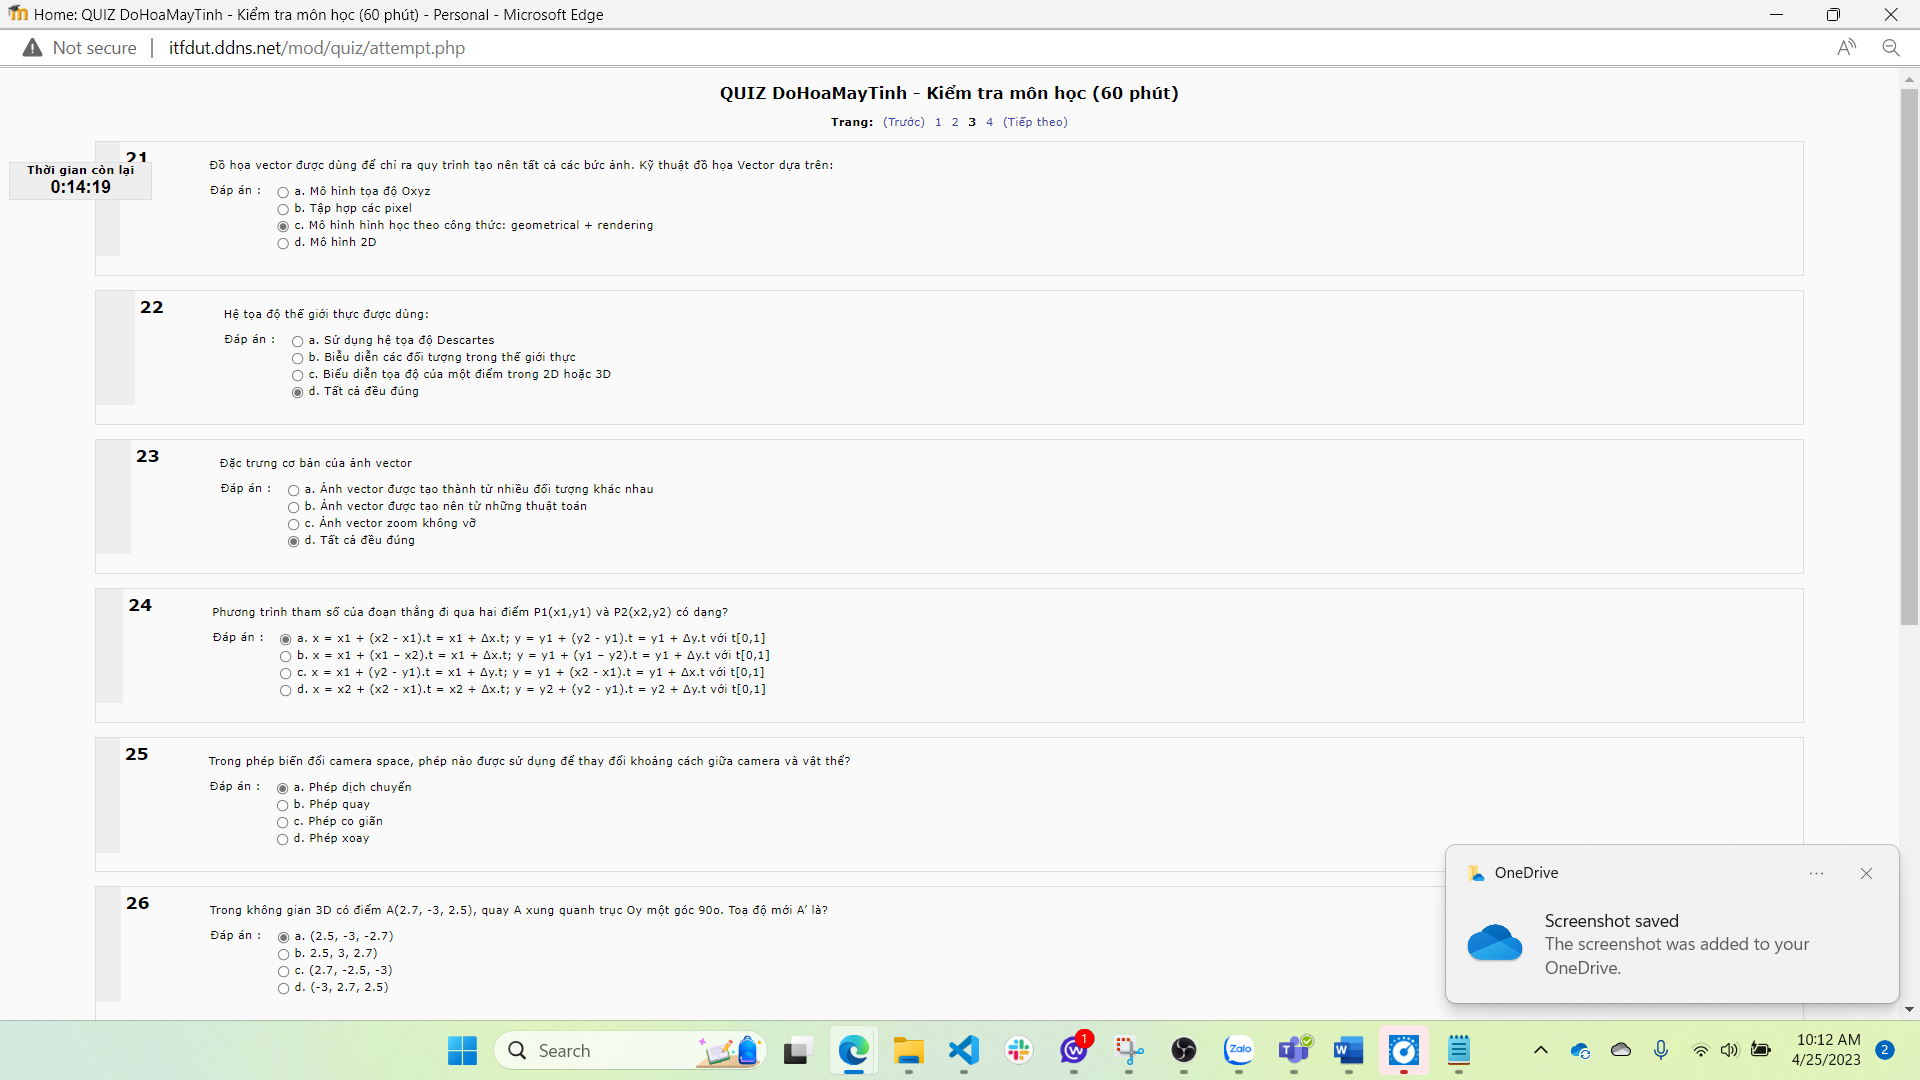 Home: QUIZ DoHoaMayTinh - Kiểm tra môn học (60 phút) - Personal - Microsoft Edge
Not secure | itfdut.ddns.net/mod/quiz/attempt.php
QUIZ DoHoaMayTinh - Kiểm tra môn học (60 phút)
Trang: (Trước) 1 2 3 4 (Tiếp theo)
Thời gian còn lại
0:14:19
21
Đồ họa vector được dùng để chỉ ra quy trình tạo nên tất cả các bức ảnh. Kỹ thuật đồ họa Vector dựa trên:
Đáp án : a. Mô hình tọa độ Oxyz
b. Tập hợp các pixel
c. Mô hình hình học theo công thức: geometrical + rendering
d. Mô hình 2D
22
Hệ tọa độ thế giới thực được dùng:
Đáp án : a. Sử dụng hệ tọa độ Descartes
b. Biễu diễn các đối tượng trong thế giới thực
c. Biểu diễn tọa độ của một điểm trong 2D hoặc 3D
d. Tất cả đều đúng
23
Đặc trưng cơ bản của ảnh vector
Đáp án : a. Ảnh vector được tạo thành từ nhiều đối tượng khác nhau
b. Ảnh vector được tạo nên từ những thuật toán
c. Ảnh vector zoom không vỡ
d. Tất cả đều đúng
24
Phương trình tham số của đoạn thẳng đi qua hai điểm P1(x1,y1) và P2(x2,y2) có dạng?
Đáp án : a. x = x1 + (x2 - x1).t = x1 + Δx.t; y = y1 + (y2 - y1).t = y1 + Δy.t với t[0,1]
b. x = x1 + (x1 – x2).t = x1 + Δx.t; y = y1 + (y1 – y2).t = y1 + Δy.t với t[0,1]
c. x = x1 + (y2 - y1).t = x1 + Δy.t; y = y1 + (x2 - x1).t = y1 + Δx.t với t[0,1]
d. x = x2 + (x2 - x1).t = x2 + Δx.t; y = y2 + (y2 - y1).t = y2 + Δy.t với t[0,1]
25
Trong phép biến đổi camera space, phép nào được sử dụng để thay đổi khoảng cách giữa camera và vật thể?
Đáp án : a. Phép dịch chuyển
b. Phép quay
c. Phép co giãn
d. Phép xoay
26
Trong không gian 3D có điểm A(2.7, -3, 2.5), quay A xung quanh trục Oy một góc 90o. Toạ độ mới A’ là?
Đáp án : a. (2.5, -3, -2.7)
b. 2.5, 3, 2.7)
c. (2.7, -2.5, -3)
d. (-3, 2.7, 2.5)
OneDrive
Screenshot saved
The screenshot was added to your
OneDrive.
Search
1
Zalo
10:12 AM
4/25/2023
2